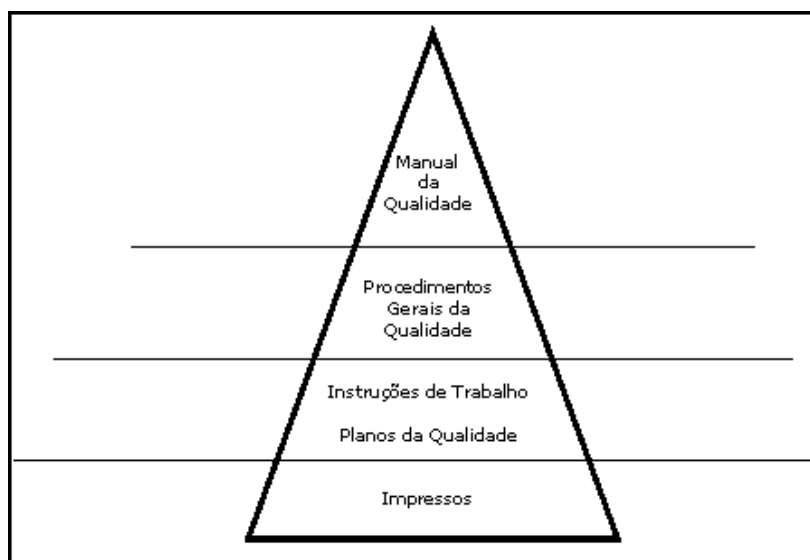 Manual
da
Qualidade
Procedimentos
Gerais da
Qualidade
Instruções de Trabalho
Planos da Qualidade
Impressos